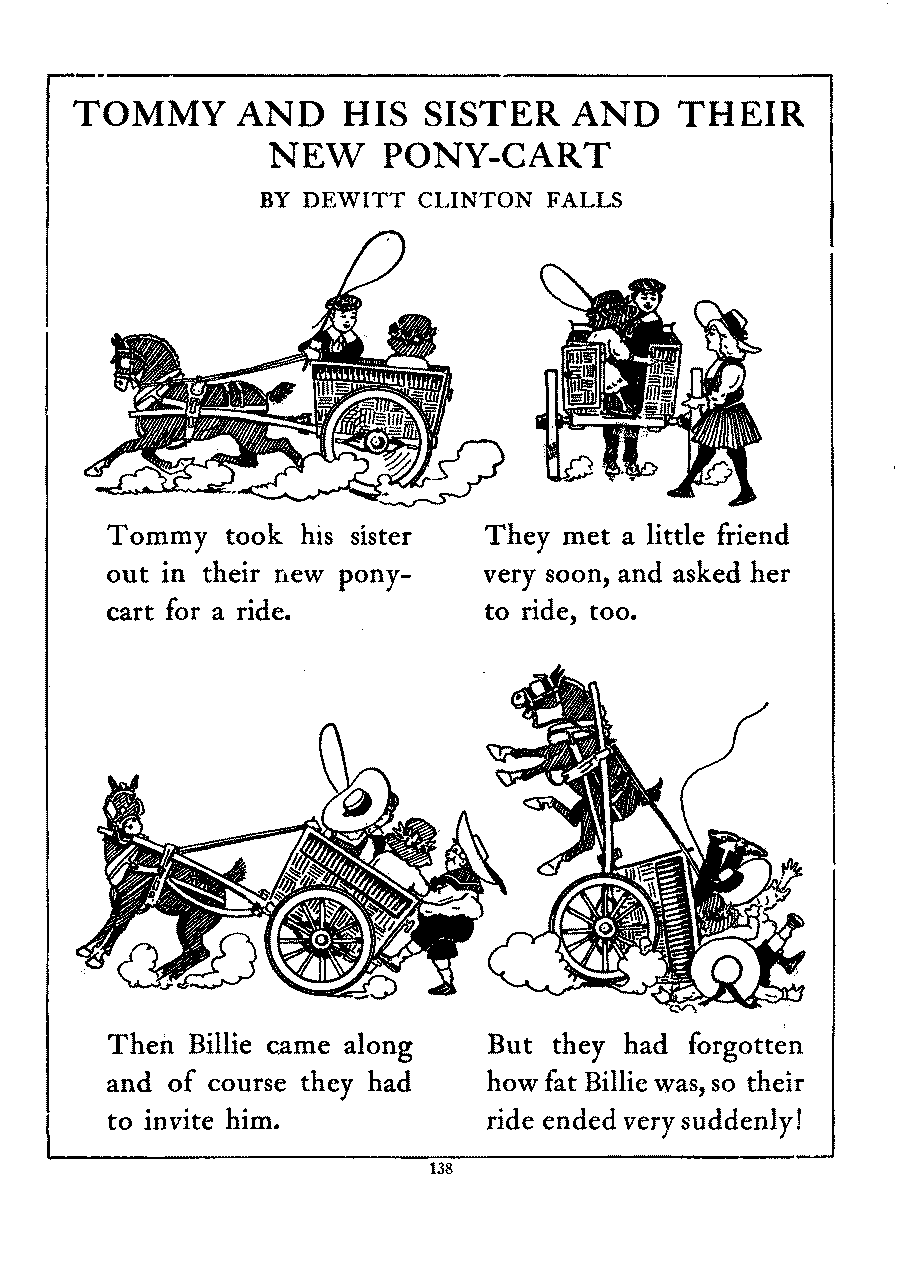 TOMMY AND HIS SISTER AND THEIR
NEW PONY-CART
BY DEWITT CLINTON FALLS
Tommy took his sister
out in their new pony-
cart for a ride.
They met a little friend
very soon, and asked her
to ride, too.
Then Billie came along
and of course they had
to invite him.
But they had forgotten
how fat Billie was, so their
ride ended very suddenly!
138